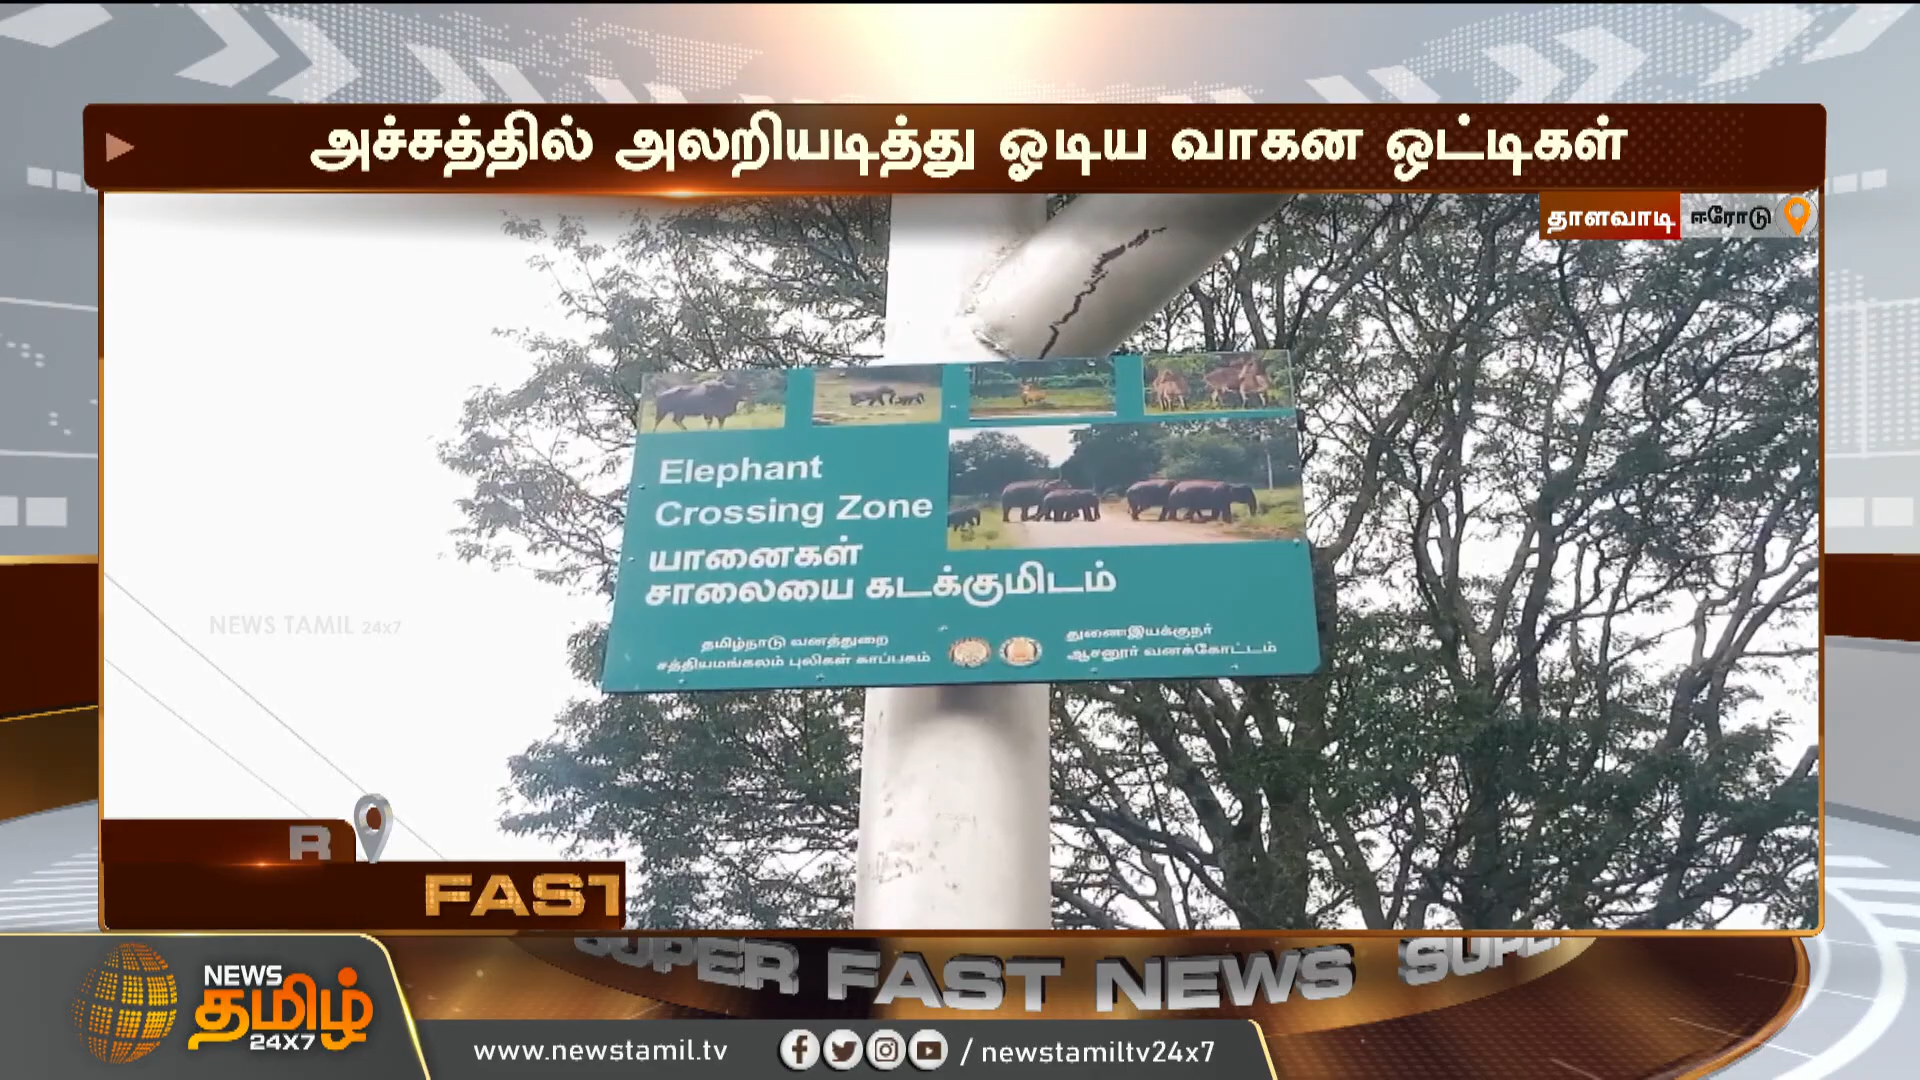 அச்சத்தில் அலறியடித்து ஓடிய வாகன ஒட்டிகள்
தாளவாடி ஈரோடு
Elephant
Crossing Zone
யானைகள்
சாலையை கடக்குமிடம்
தமிழ்நாடு வனத்துறை
சத்தியமங்கலம் புலிகள் காப்பகம்
துணைஇயக்குநர்
ஆசனூர் வனக்கோட்டம்
NEWS TAMIL 24x7
R
FAST
SUPER FAST NEWS SUPER
NEWS
தமிழ்
24X7
www.newstamil.tv
/ newstamiltv24x7